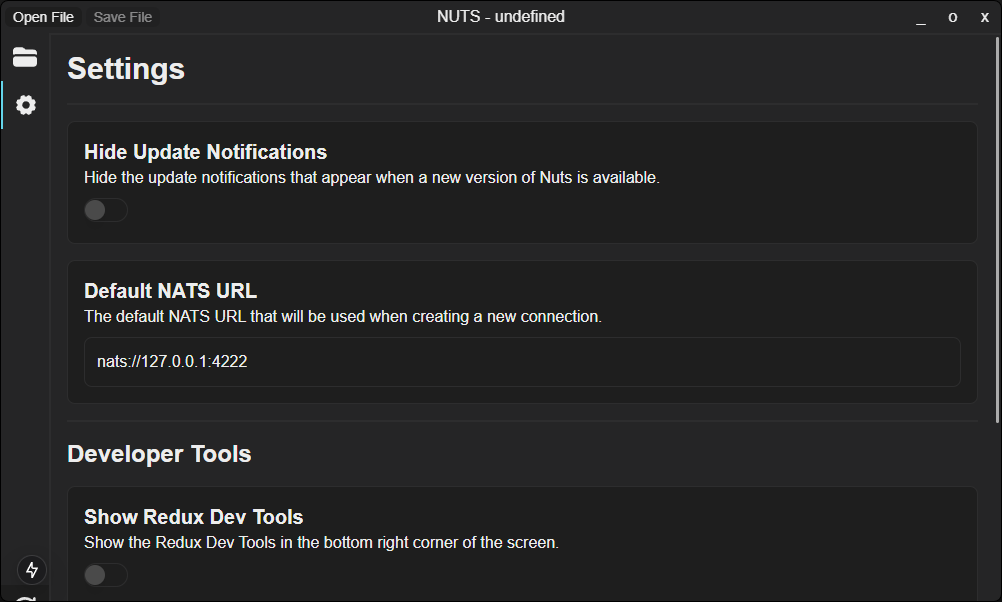 Open File Save File NUTS - undefined _ o x
Settings
Hide Update Notifications
Hide the update notifications that appear when a new version of Nuts is available.
Default NATS URL
The default NATS URL that will be used when creating a new connection.
nats://127.0.0.1:4222
Developer Tools
Show Redux Dev Tools
Show the Redux Dev Tools in the bottom right corner of the screen.